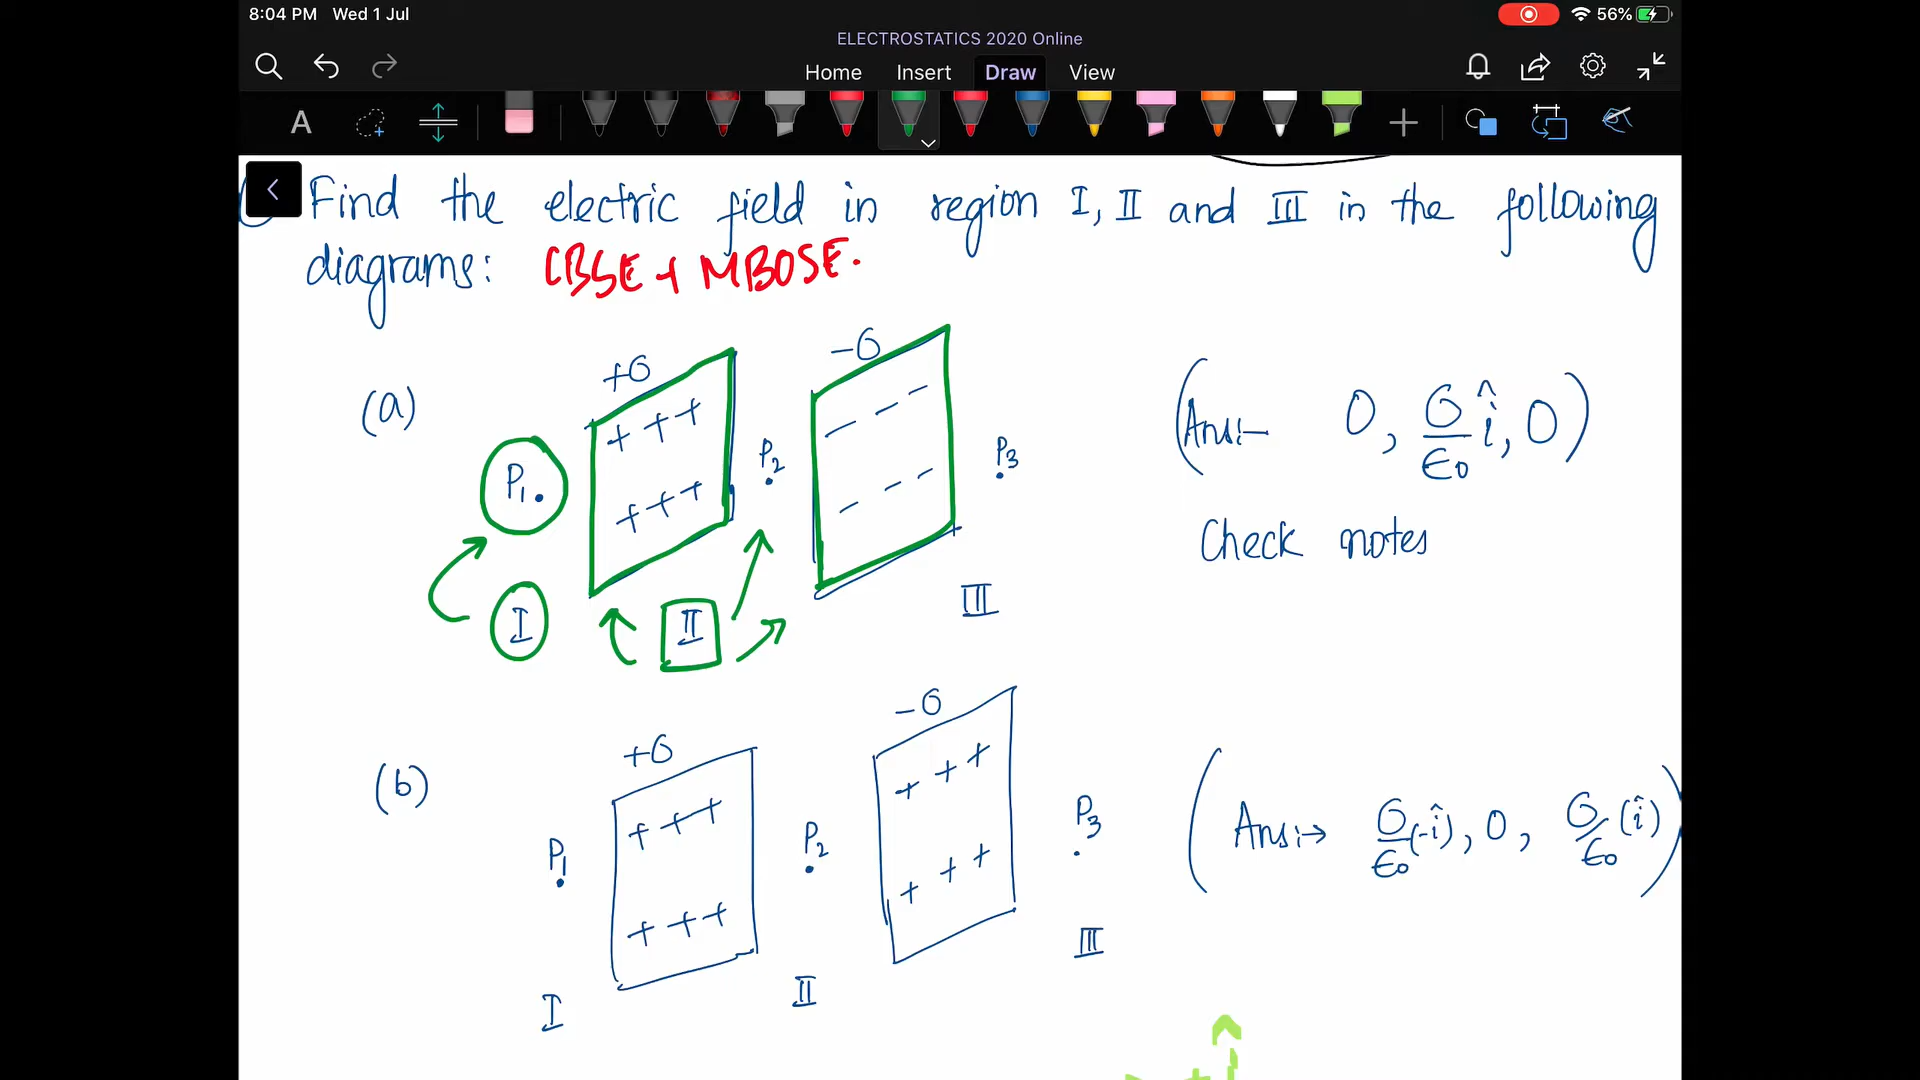 8:04 PM Wed 1 Jul
56%
ELECTROSTATICS 2020 Online
Home Insert Draw View
A
Find the electric field in region I, II and III in the following
diagrams: CBSE + MBOSE.
(a)
+σ
-σ
+ + +
+ + +
- - -
- - -
P₁.
P₂
P₃
I
II
III
(Ans:- 0, σ/ε₀ î, 0)
Check notes
(b)
+σ
-σ
+ + +
+ + +
+ + +
+ + +
P₁
P₂
P₃
I
II
III
(Ans:→ σ/ε₀ (-î), 0, σ/ε₀ (î))